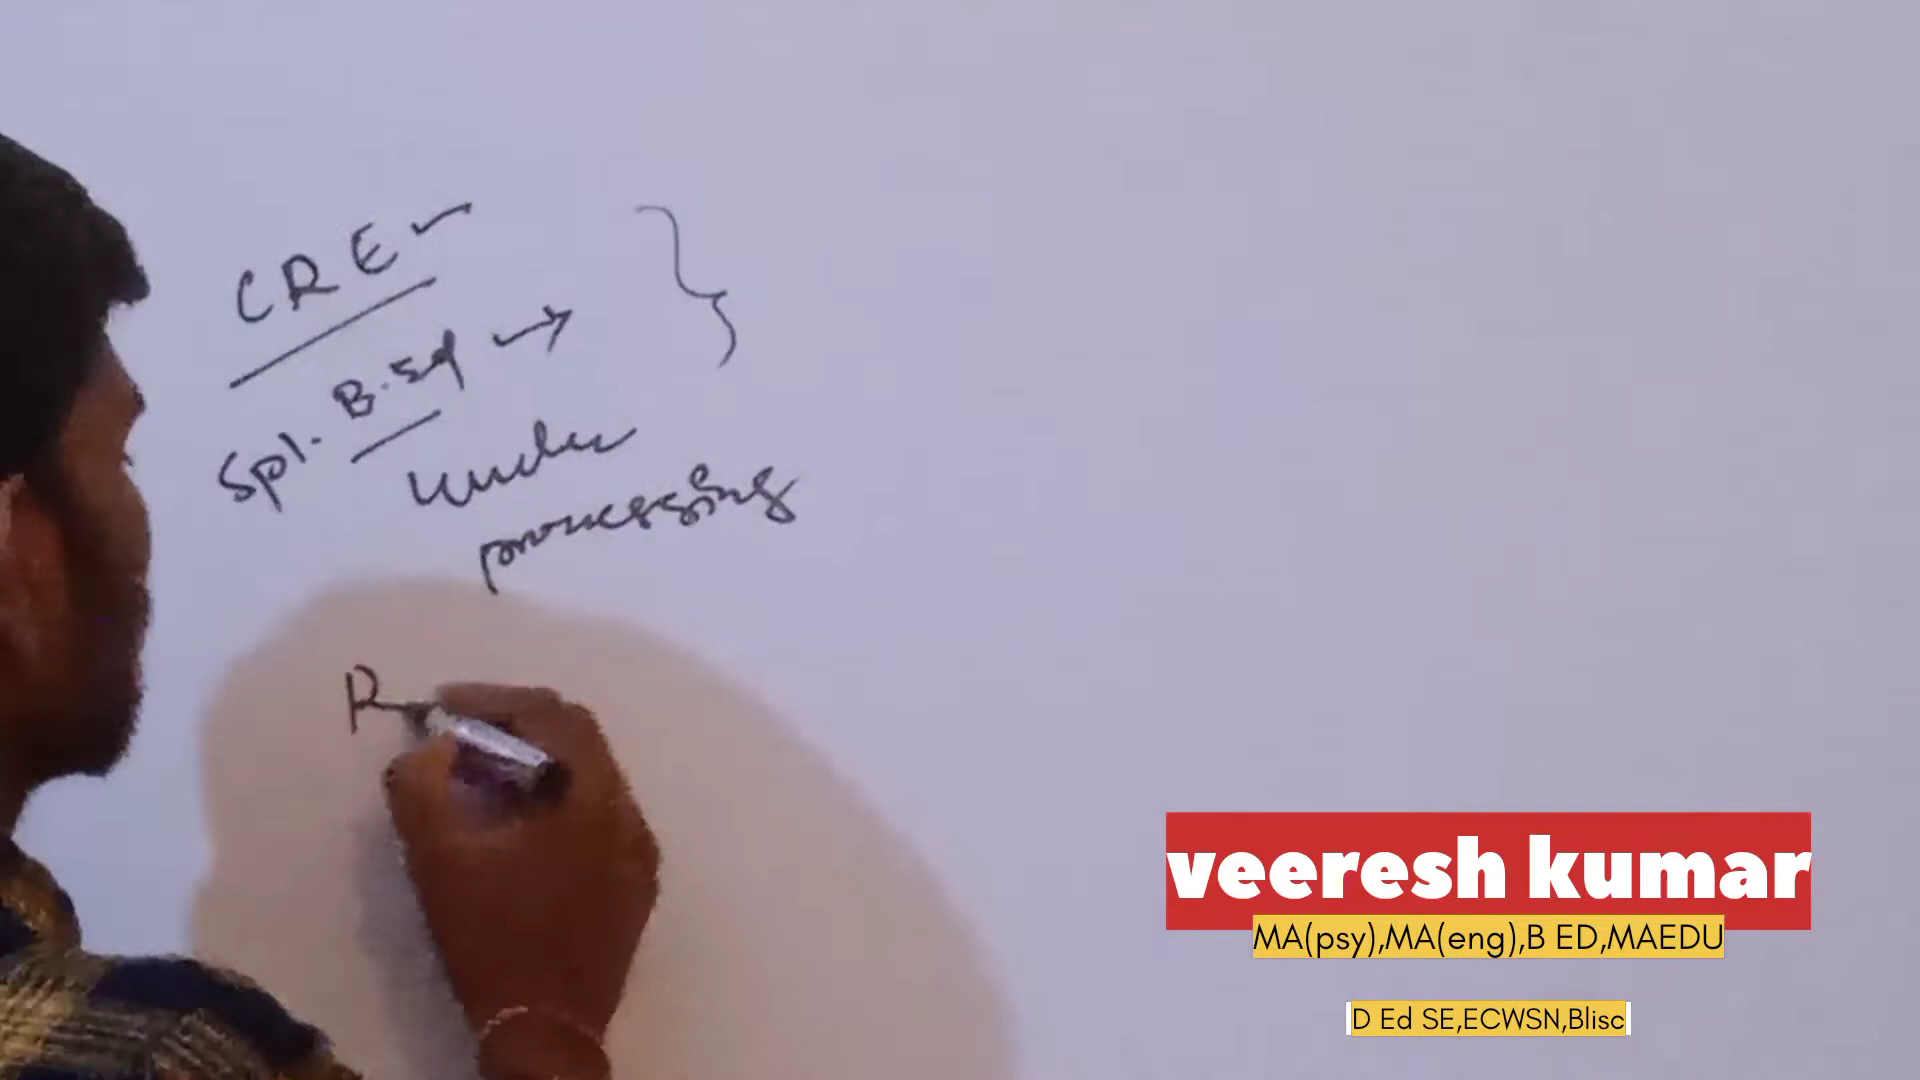 CRE
Spl. B.Ed
under
processing
R
veeresh kumar
MA(psy),MA(eng),B ED,MAEDU
D Ed SE,ECWSN,Blisc